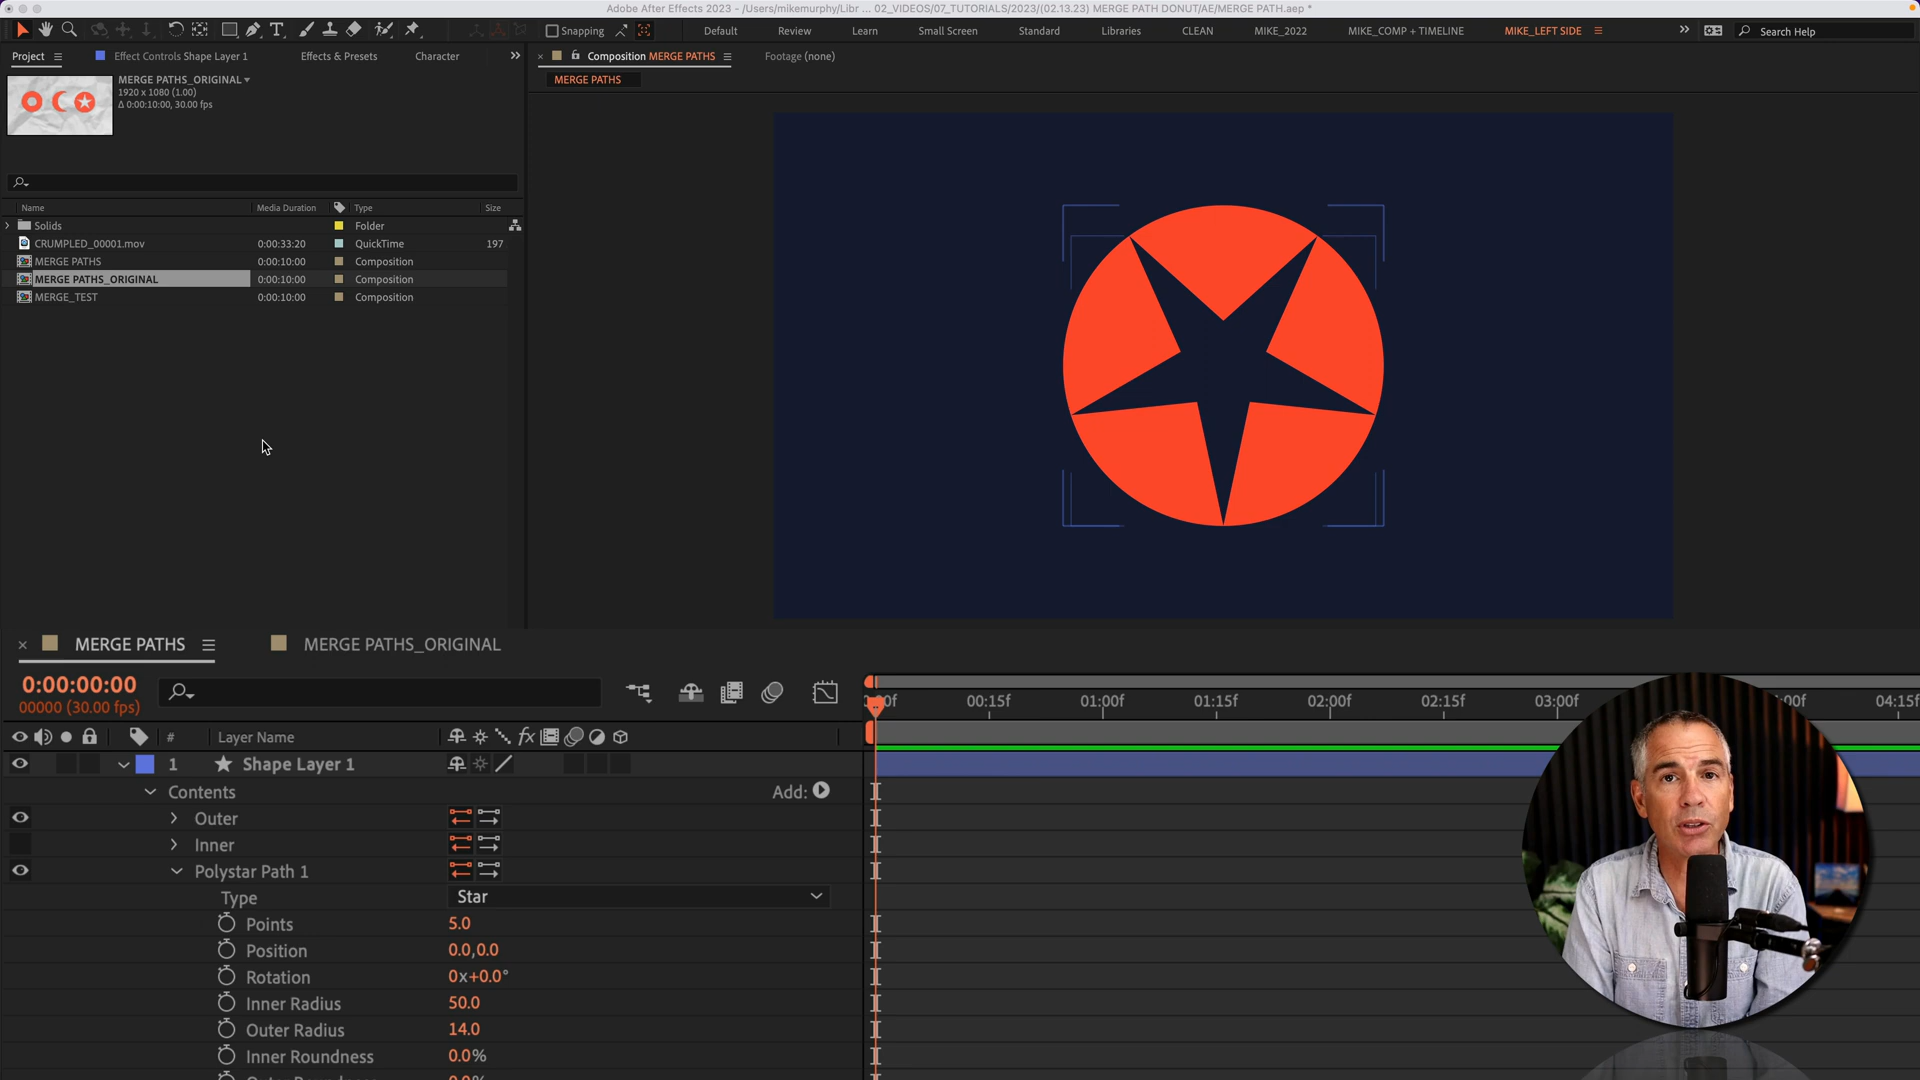 Adobe After Effects 2023 - /Users/mikemurphy/Libr ... 02_VIDEOS/07_TUTORIALS/2023/(02.13.23) MERGE PATH DONUT/AE/MERGE PATH.aep *
Snapping
Default
Review
Learn
Small Screen
Standard
Libraries
CLEAN
MIKE_2022
MIKE_COMP + TIMELINE
MIKE_LEFT SIDE
Search Help
Project
Effect Controls Shape Layer 1
Effects & Presets
Character
Composition MERGE PATHS
Footage (none)
MERGE PATHS
MERGE PATHS_ORIGINAL
1920 x 1080 (1.00)
Δ 0:00:10:00, 30.00 fps
Name Media Duration Type Size
Solids Folder
CRUMPLED_00001.mov 0:00:33:20 QuickTime 197
MERGE PATHS 0:00:10:00 Composition
MERGE PATHS_ORIGINAL 0:00:10:00 Composition
MERGE_TEST 0:00:10:00 Composition
MERGE PATHS
MERGE PATHS_ORIGINAL
0:00:00:00
00000 (30.00 fps)
00:15f 01:00f 01:15f 02:00f 02:15f 03:00f 04:15f
# Layer Name
fx
1 Shape Layer 1
Contents Add:
Outer
Inner
Polystar Path 1
Type Star
Points 5.0
Position 0.0,0.0
Rotation 0x+0.0°
Inner Radius 50.0
Outer Radius 14.0
Inner Roundness 0.0%